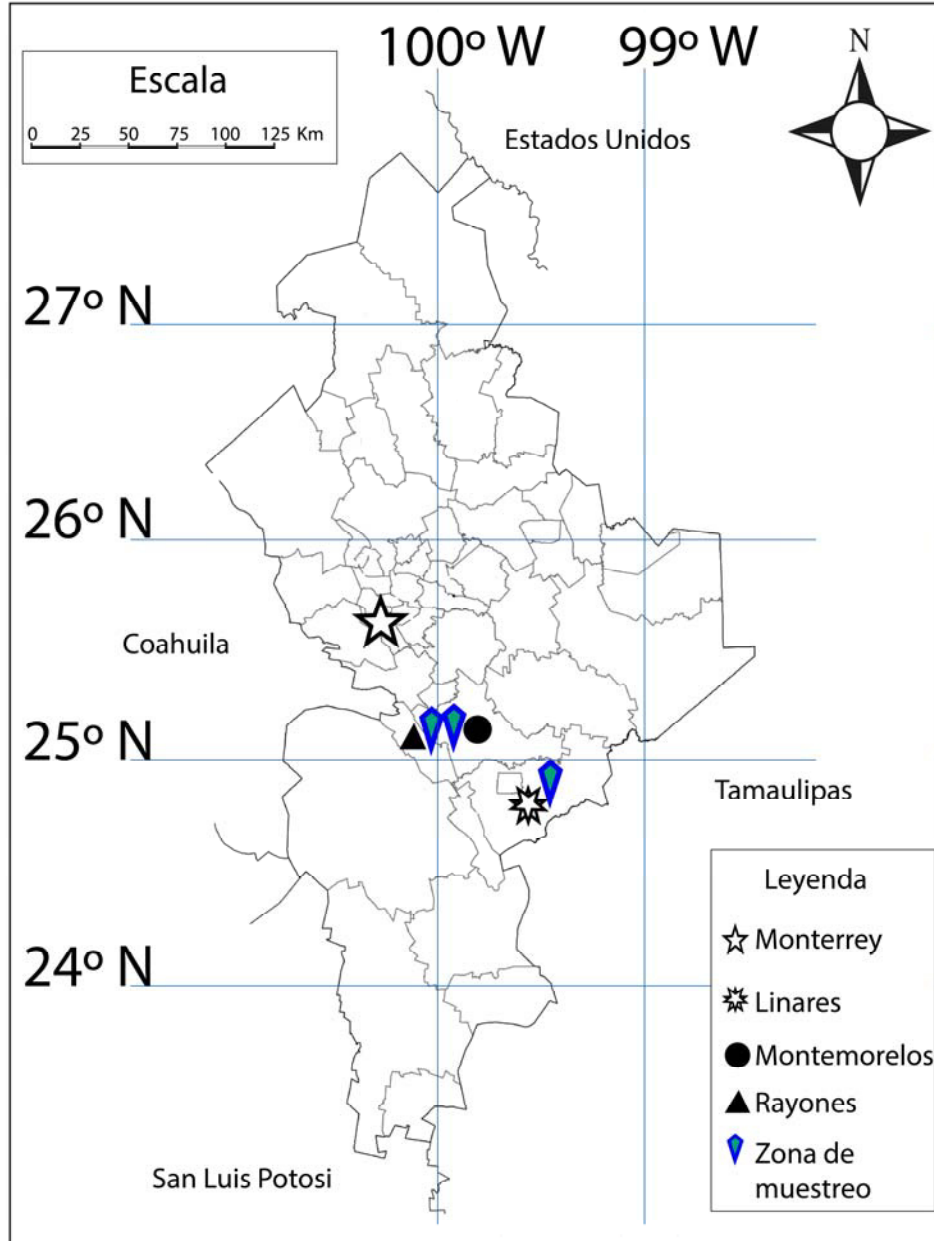 100º W 99º W
N
Escala
0 25 50 75 100 125 Km
Estados Unidos
27º N
26º N
Coahuila
25º N
Tamaulipas
24º N
San Luis Potosi
Leyenda
Monterrey
Linares
Montemorelos
Rayones
Zona de
muestreo